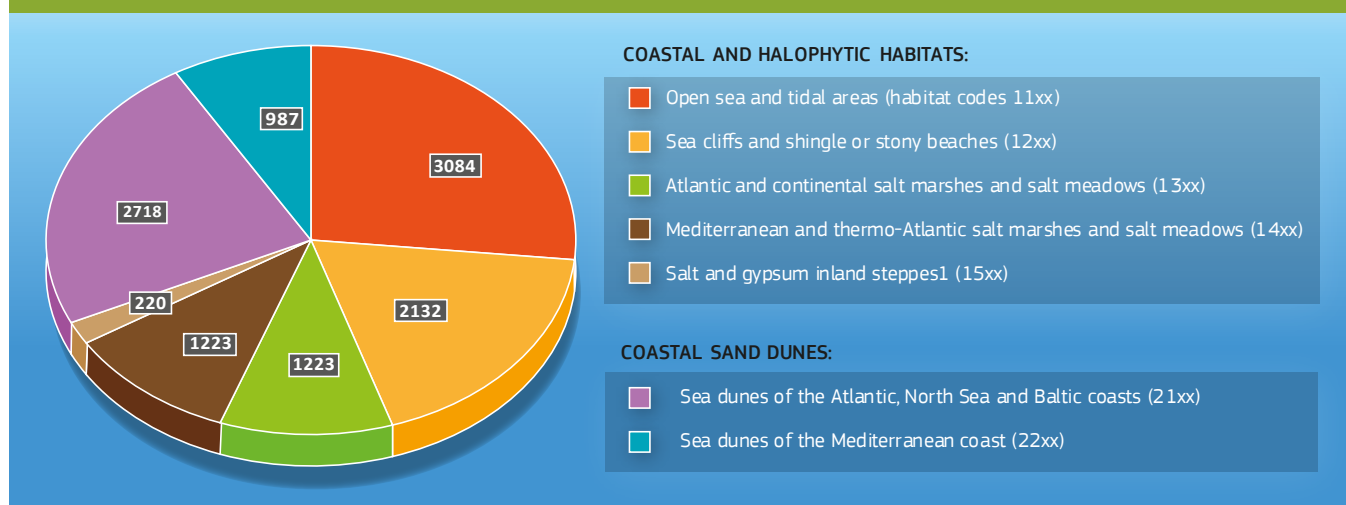 COASTAL AND HALOPHYTIC HABITATS:
Open sea and tidal areas (habitat codes 11xx)
Sea cliffs and shingle or stony beaches (12xx)
Atlantic and continental salt marshes and salt meadows (13xx)
Mediterranean and thermo-Atlantic salt marshes and salt meadows (14xx)
Salt and gypsum inland steppes1 (15xx)
COASTAL SAND DUNES:
Sea dunes of the Atlantic, North Sea and Baltic coasts (21xx)
Sea dunes of the Mediterranean coast (22xx)
987
3084
2718
220
2132
1223
1223